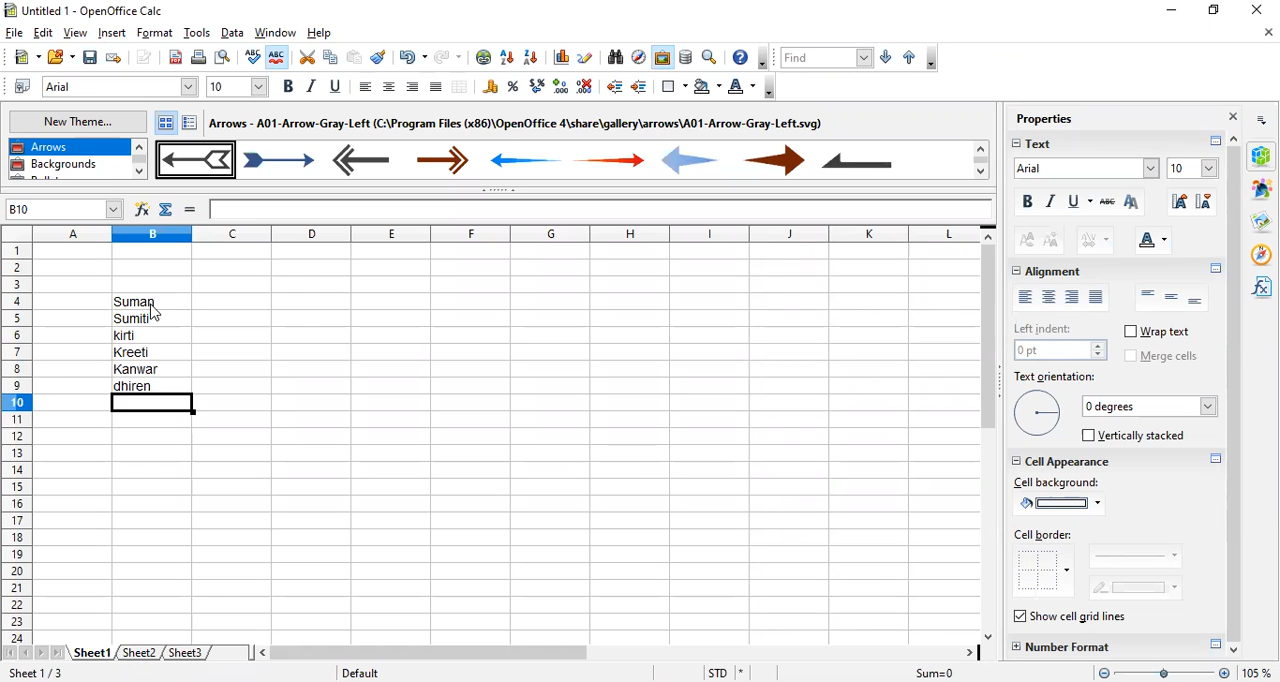 Untitled 1 - OpenOffice Calc
File Edit View Insert Format Tools Data Window Help
Find
Arial 10
New Theme... Arrows - A01-Arrow-Gray-Left (C:\Program Files (x86)\OpenOffice 4\share\gallery\arrows\A01-Arrow-Gray-Left.svg)
Arrows
Backgrounds
B10
A B C D E F G H I J K L
1
2
3
4 Suman
5 Sumiti
6 kirti
7 Kreeti
8 Kanwar
9 dhiren
10
11
12
13
14
15
16
17
18
19
20
21
22
23
24
Sheet1 Sheet2 Sheet3
Sheet 1 / 3 Default STD * Sum=0 105 %
Properties
Text
Arial 10
Alignment
Left indent:
0 pt
Wrap text
Merge cells
Text orientation:
0 degrees
Vertically stacked
Cell Appearance
Cell background:
Cell border:
Show cell grid lines
Number Format